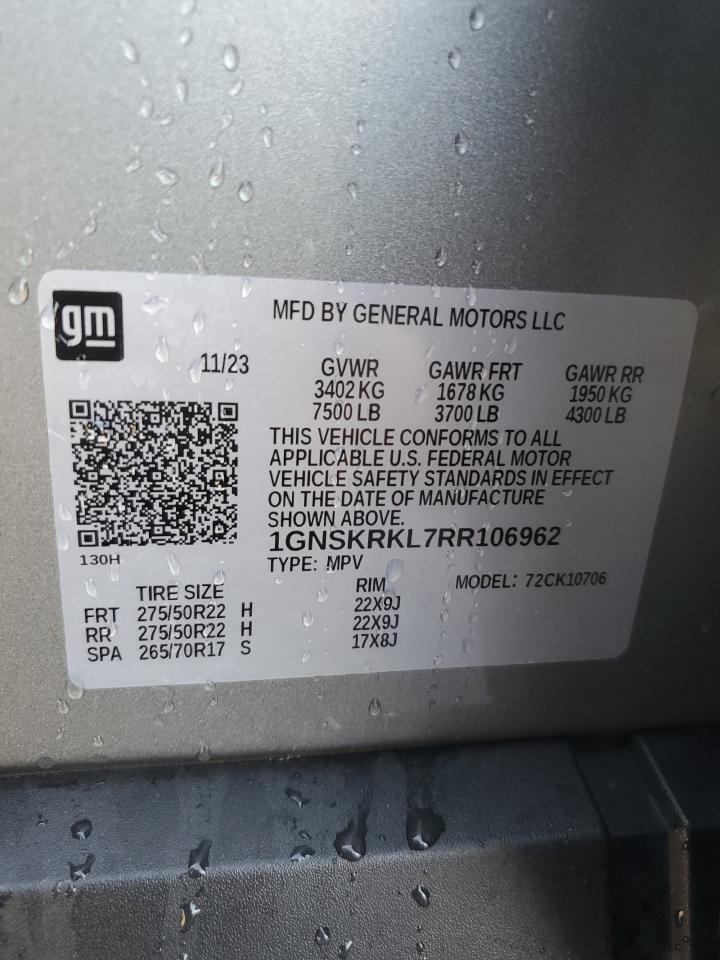 gm
MFD BY GENERAL MOTORS LLC
11/23
GVWR GAWR FRT GAWR RR
3402 KG 1678 KG 1950 KG
7500 LB 3700 LB 4300 LB
THIS VEHICLE CONFORMS TO ALL
APPLICABLE U.S. FEDERAL MOTOR
VEHICLE SAFETY STANDARDS IN EFFECT
ON THE DATE OF MANUFACTURE
SHOWN ABOVE.
1GNSKRKL7RR106962
130H
TYPE: MPV MODEL: 72CK10706
TIRE SIZE RIM
FRT 275/50R22 H 22X9J
RR 275/50R22 H 22X9J
SPA 265/70R17 S 17X8J